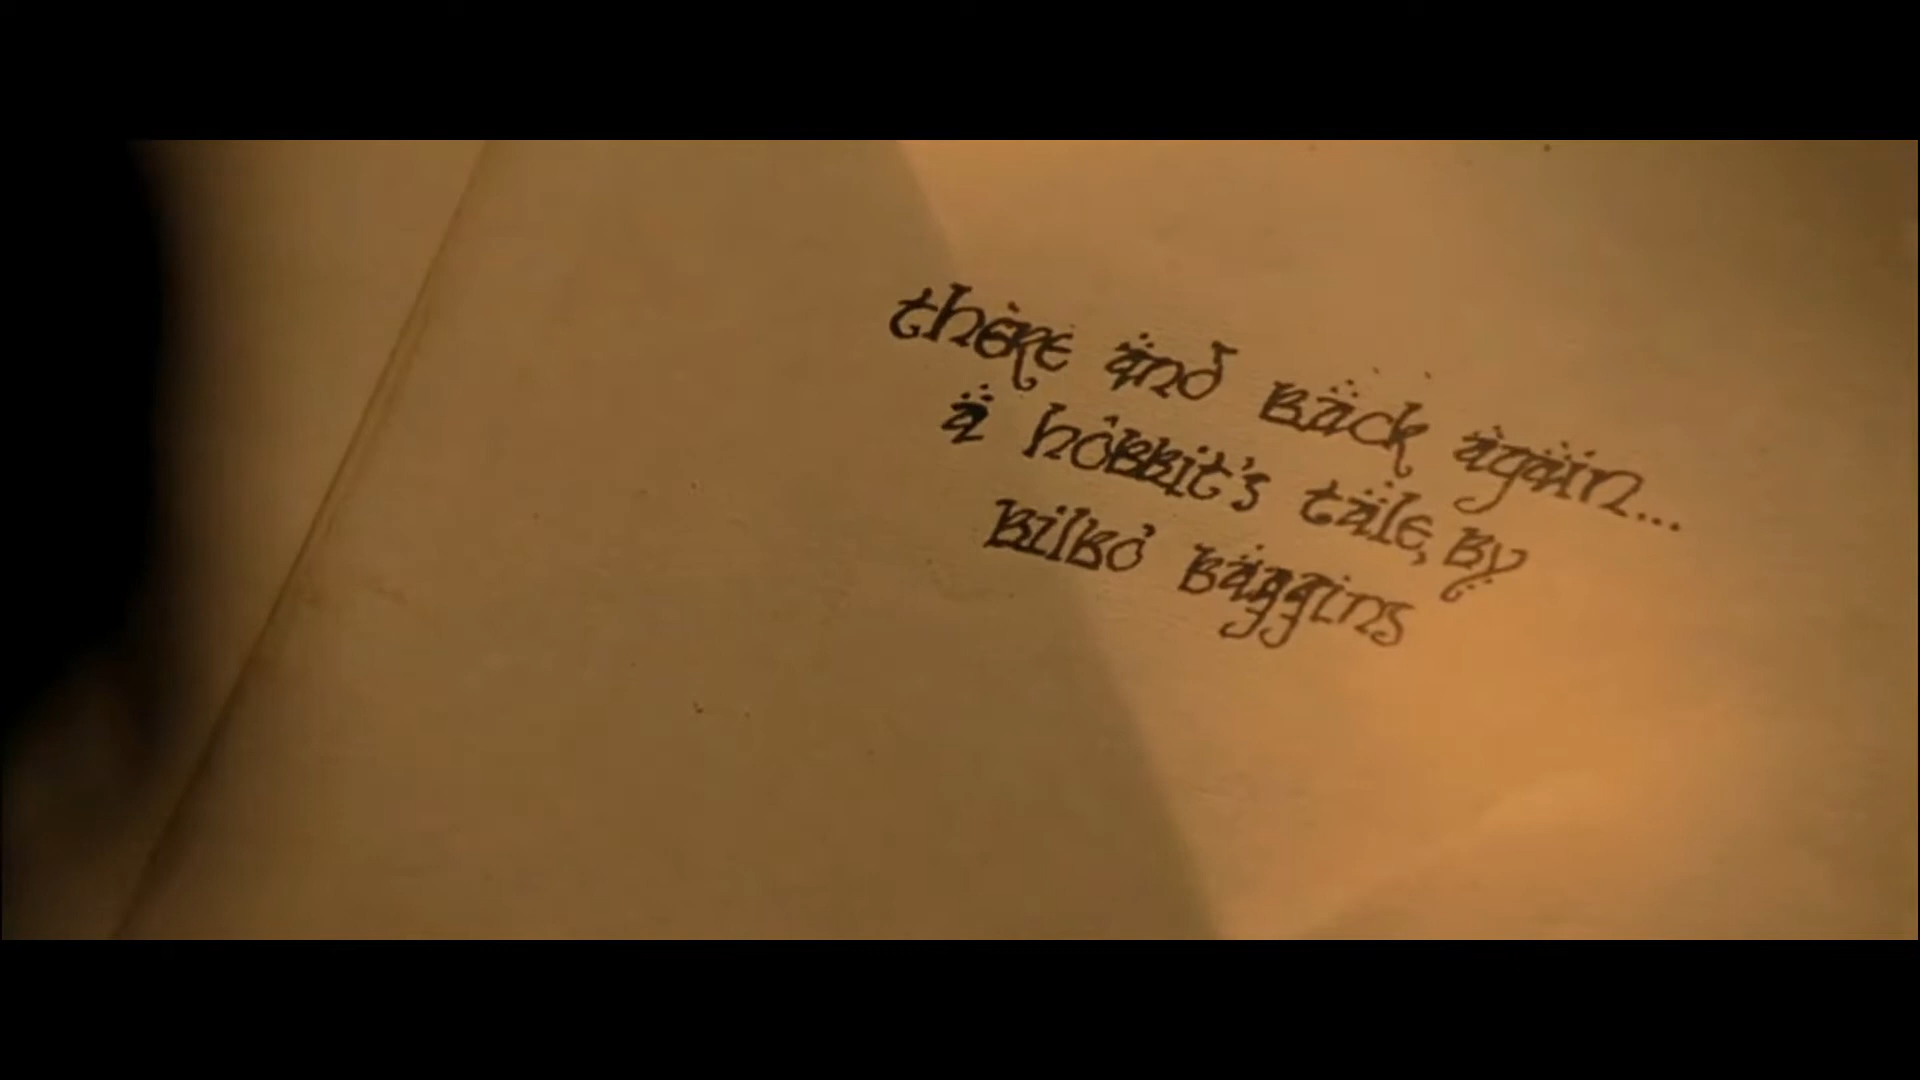 there and back again...
a hobbit's tale, by
bilbo baggins